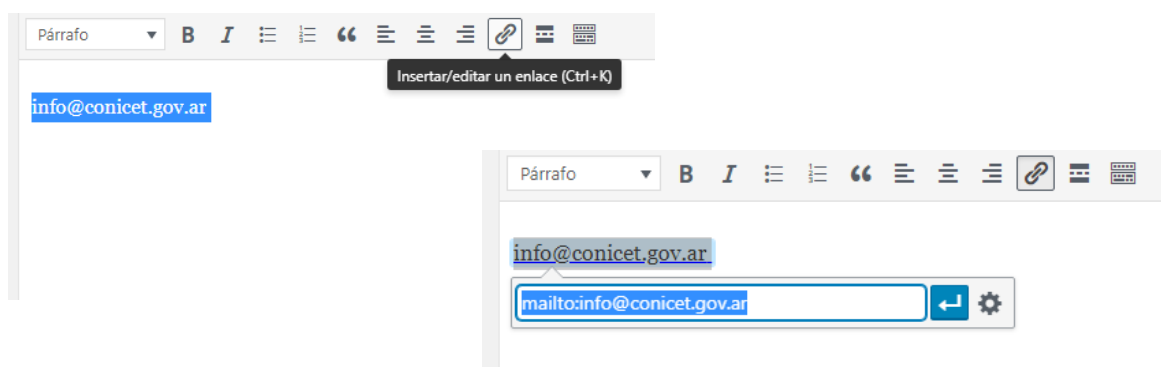 Párrafo
Insertar/editar un enlace (Ctrl+K)
info@conicet.gov.ar
Párrafo
info@conicet.gov.ar
mailto:info@conicet.gov.ar